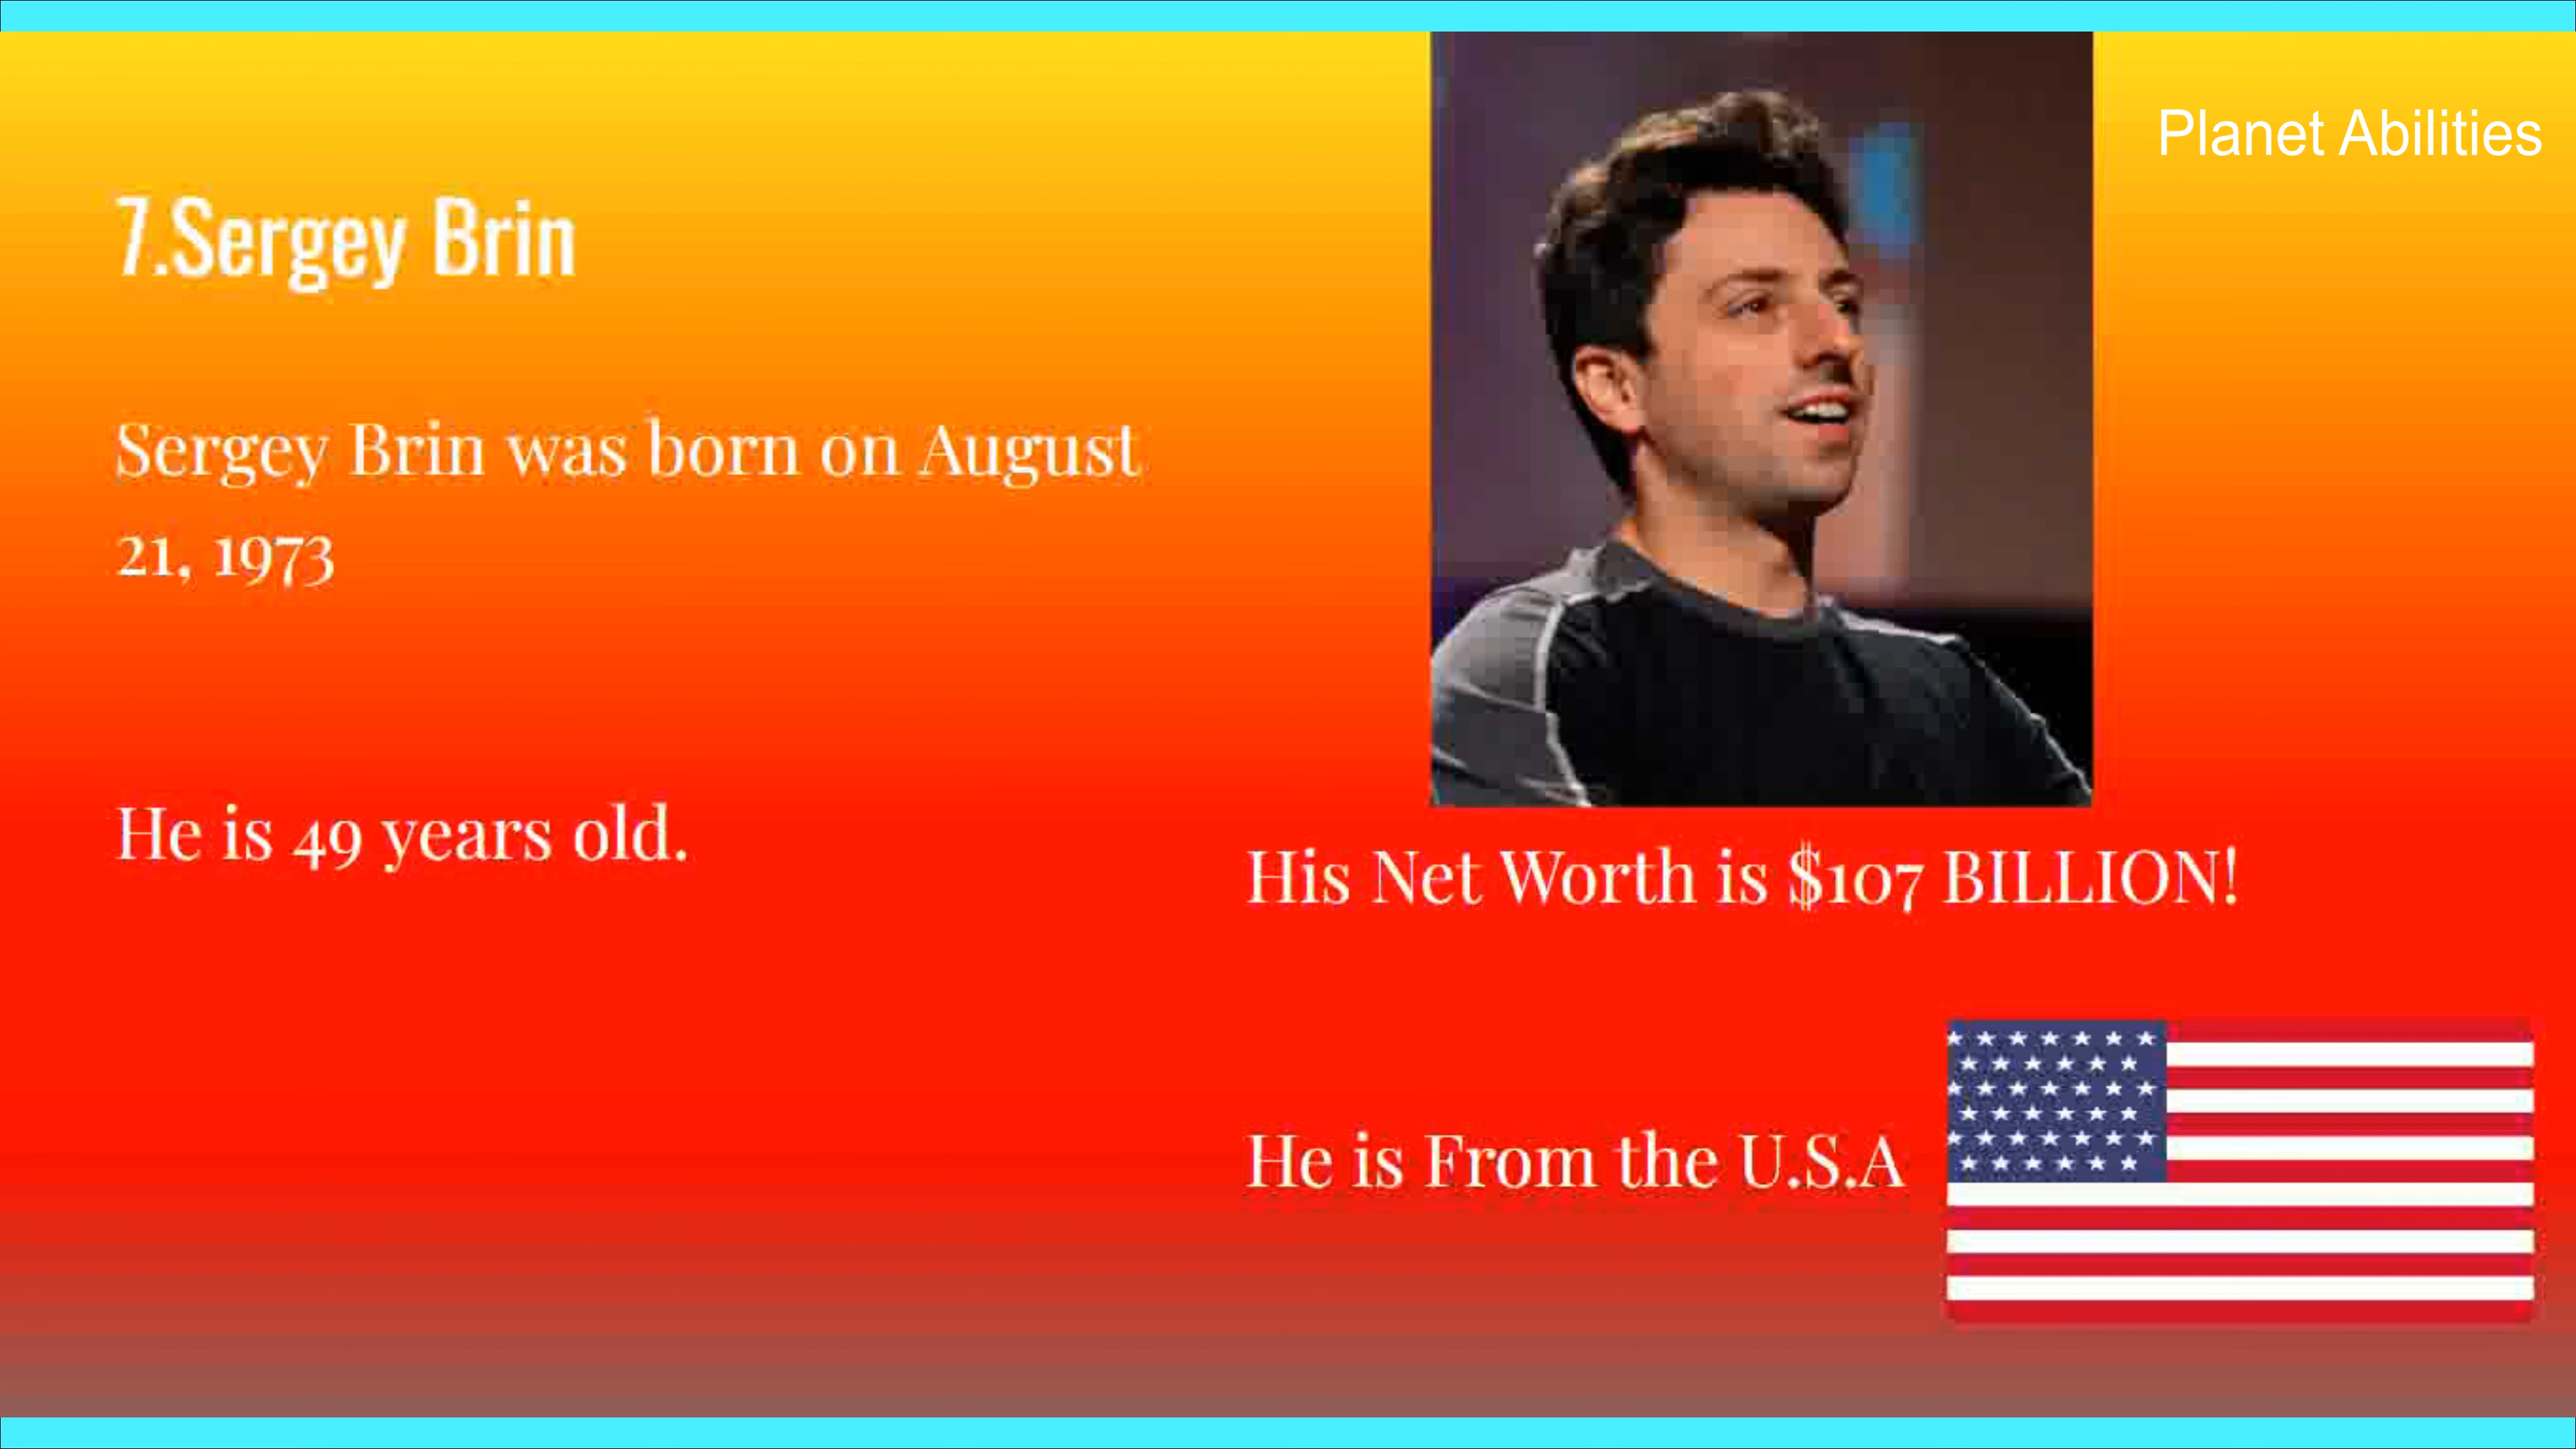 Planet Abilities
7.Sergey Brin
Sergey Brin was born on August
21, 1973
He is 49 years old.
His Net Worth is $107 BILLION!
He is From the U.S.A